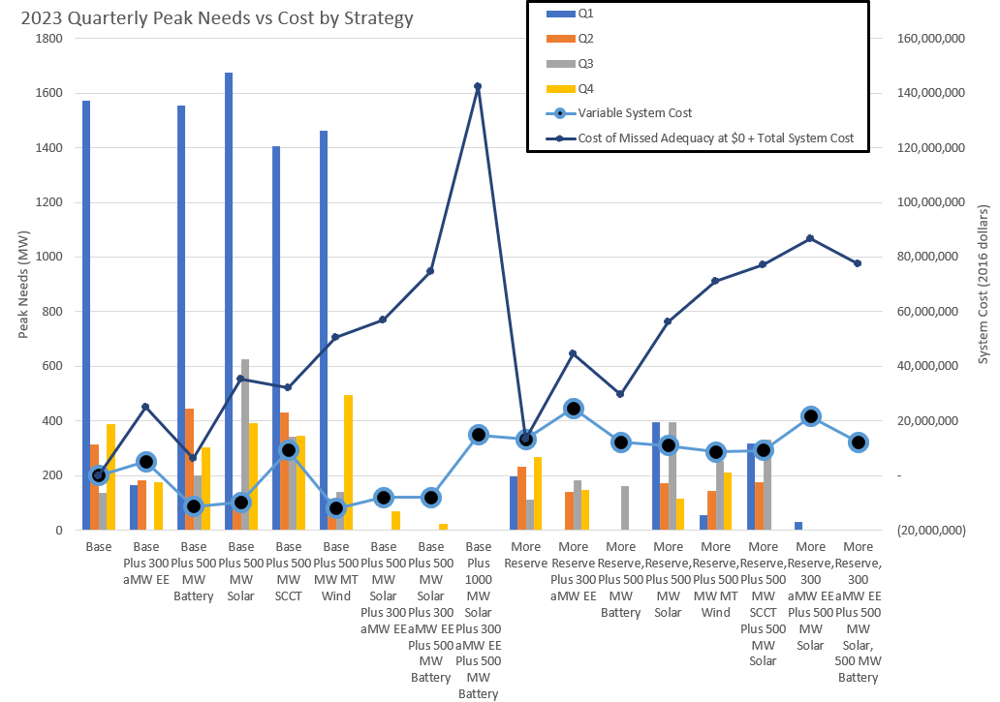 2023 Quarterly Peak Needs vs Cost by Strategy
Q1
Q2
Q3
Q4
Variable System Cost
Cost of Missed Adequacy at $0 + Total System Cost
Peak Needs (MW)
1800
1600
1400
1200
1000
800
600
400
200
0
System Cost (2016 dollars)
160,000,000
140,000,000
120,000,000
100,000,000
80,000,000
60,000,000
40,000,000
20,000,000
-
(20,000,000)
Base
Base
Plus 300
aMW EE
Base
Plus 500
MW
Battery
Base
Plus 500
MW
Solar
Base
Plus 500
MW
SCCT
Base
Plus 500
MW MT
Wind
Base
Plus 500
MW
Solar
Plus 300
aMW EE
Base
Plus 500
MW
Solar
Plus 300
aMW EE
Plus 500
MW
Battery
Base
Plus
1000
MW
Solar
Plus 300
aMW EE
Plus 500
MW
Battery
More
Reserve
More
Reserve
Plus 300
aMW EE
More
Reserve,
Plus 500
MW
Battery
More
Reserve,
Plus 500
MW
Solar
More
Reserve,
Plus 500
MW MT
Wind
More
Reserve,
Plus 500
MW
SCCT
Plus 500
MW
Solar
More
Reserve,
300
aMW EE
Plus 500
MW
Solar
More
Reserve,
300
aMW EE
Plus 500
MW
Solar,
500 MW
Battery